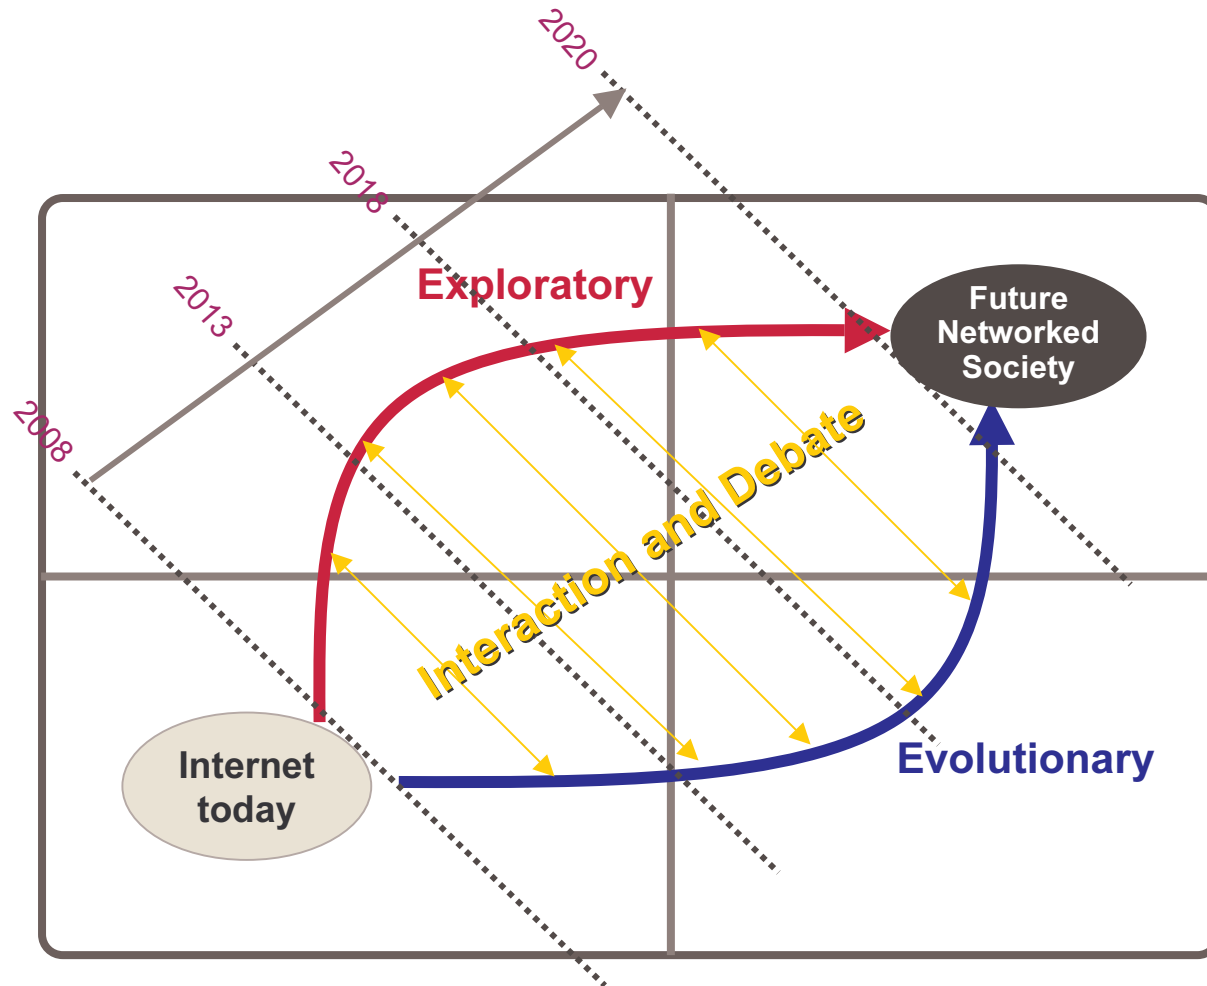 2020
2018
2013
2008
Exploratory
Future
Networked
Society
Interaction and Debate
Internet
today
Evolutionary